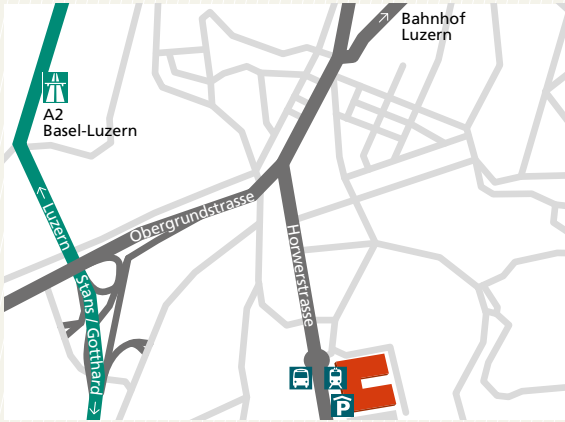 Bahnhof
Luzern
A2
Basel-Luzern
← Luzern
Obergrundstrasse
Horwerstrasse
Stans / Gotthard →
P